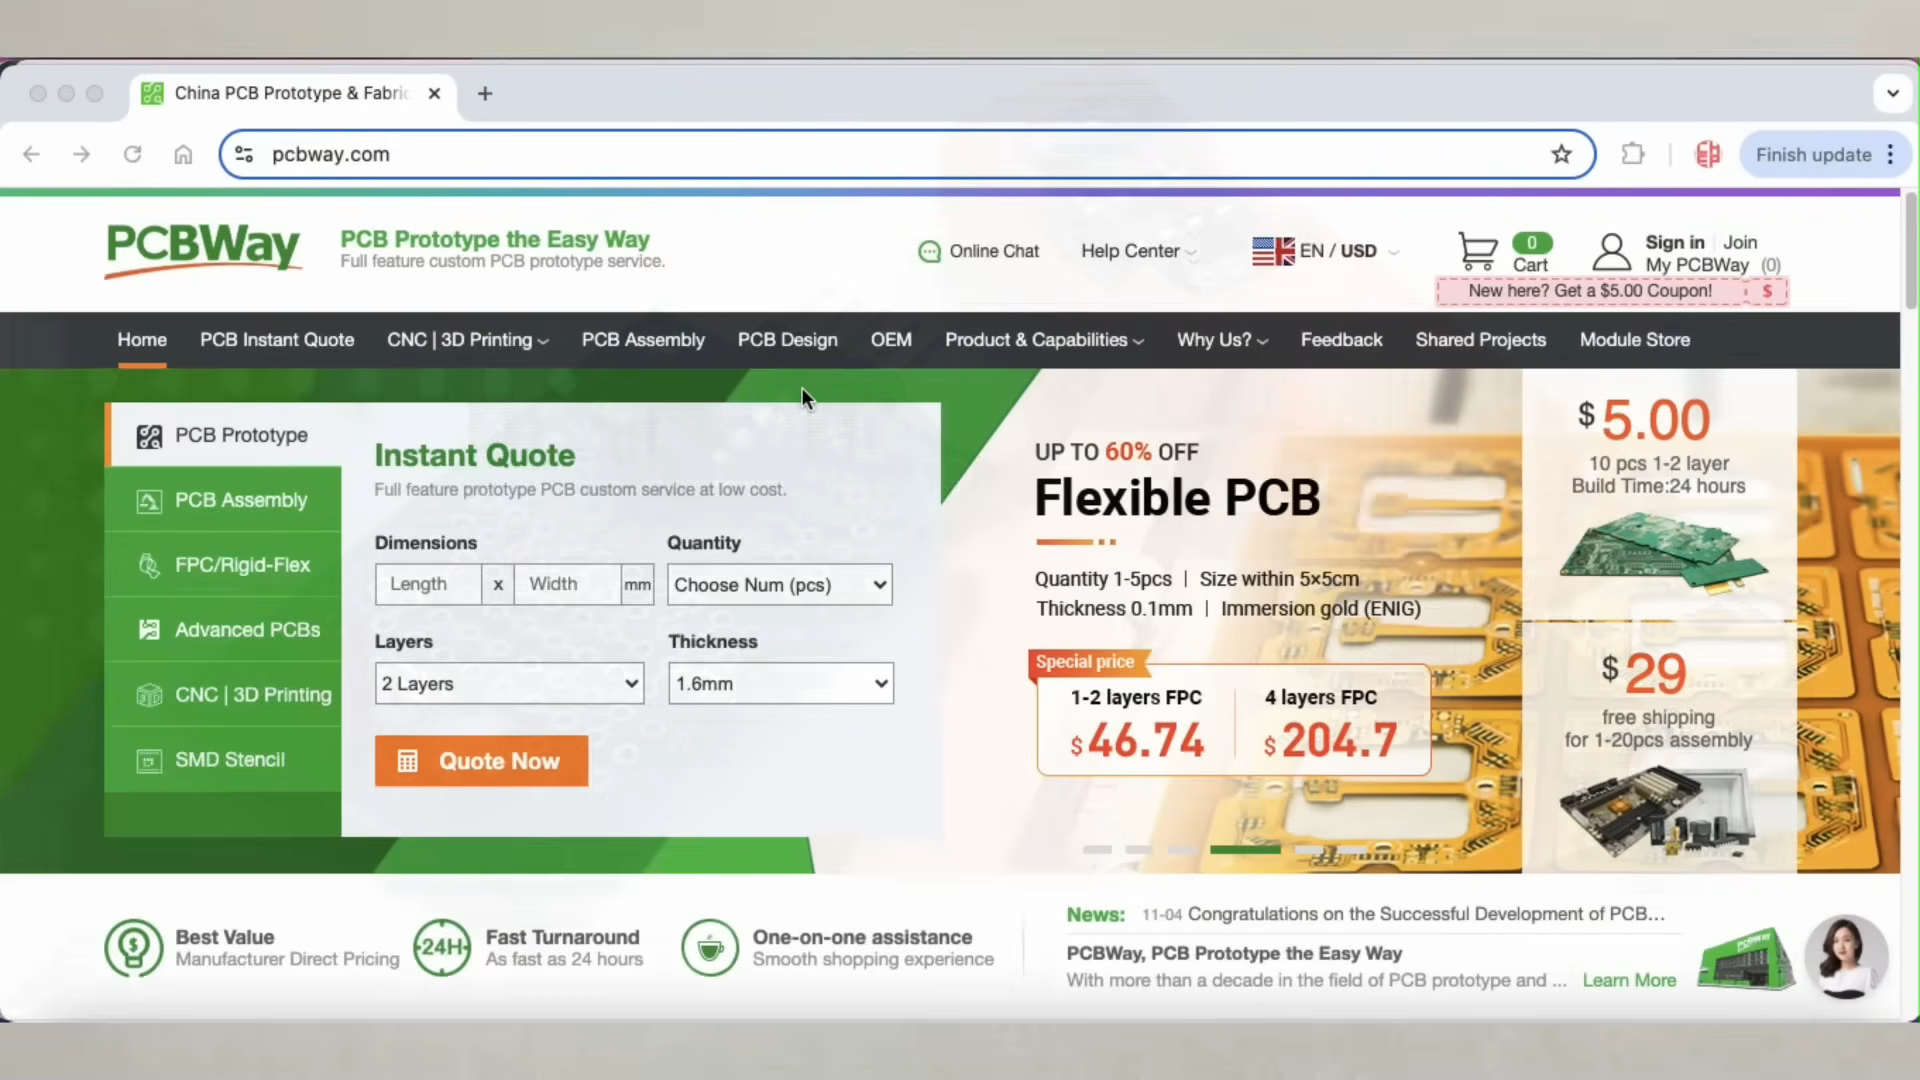 China PCB Prototype & Fabric
pcbway.com
Finish update
PCBWay
PCB Prototype the Easy Way
Full feature custom PCB prototype service.
Online Chat
Help Center
EN / USD
0
Cart
Sign in Join
My PCBWay (0)
New here? Get a $5.00 Coupon! $
Home PCB Instant Quote CNC | 3D Printing PCB Assembly PCB Design OEM Product & Capabilities Why Us? Feedback Shared Projects Module Store
PCB Prototype
PCB Assembly
FPC/Rigid-Flex
Advanced PCBs
CNC | 3D Printing
SMD Stencil
Instant Quote
Full feature prototype PCB custom service at low cost.
Dimensions Quantity
Length x Width mm Choose Num (pcs)
Layers Thickness
2 Layers 1.6mm
Quote Now
UP TO 60% OFF
Flexible PCB
Quantity 1-5pcs | Size within 5×5cm
Thickness 0.1mm | Immersion gold (ENIG)
Special price
1-2 layers FPC 4 layers FPC
$46.74 $204.7
$5.00
10 pcs 1-2 layer
Build Time:24 hours
$29
free shipping
for 1-20pcs assembly
Best Value
Manufacturer Direct Pricing
24H
Fast Turnaround
As fast as 24 hours
One-on-one assistance
Smooth shopping experience
News: 11-04 Congratulations on the Successful Development of PCB...
PCBWay, PCB Prototype the Easy Way
With more than a decade in the field of PCB prototype and ... Learn More
PCBWay